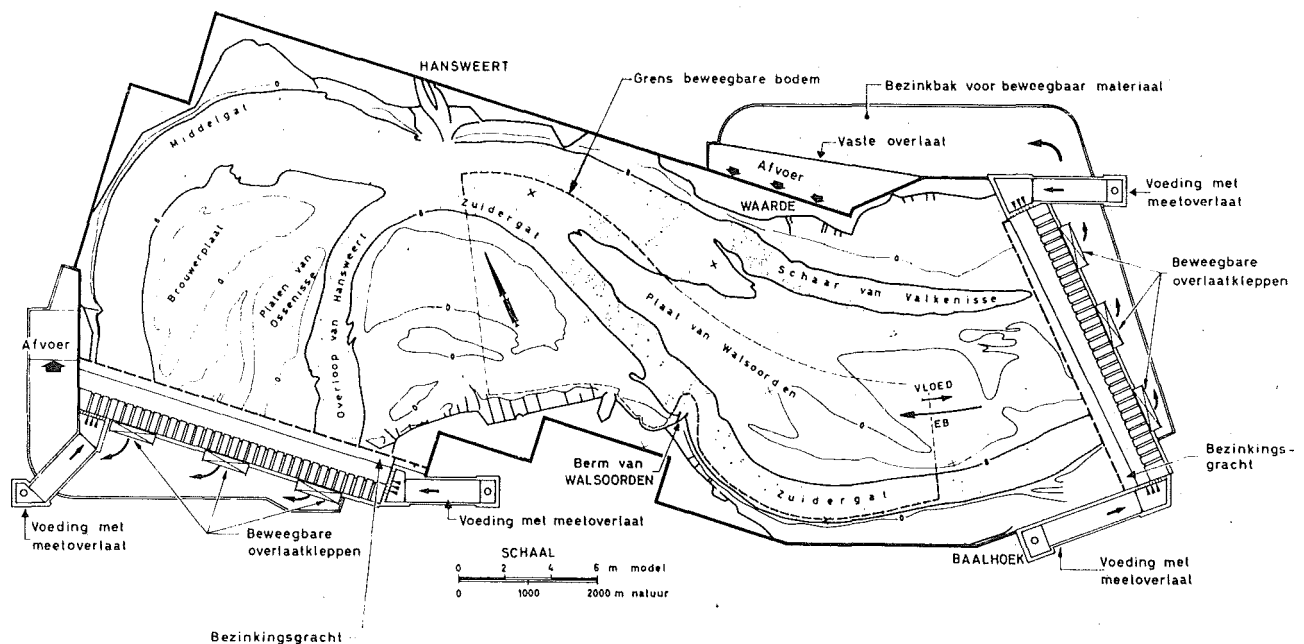 HANSWEERT
Grens beweegbare bodem
Bezinkbak voor beweegbaar materiaal
Vaste overlaat
Middelgat
Afvoer
WAARDE
Voeding met
meetoverlaat
Zuidergat
Brouwerplaat
Platen van
Ossenisse
Overloop van Hansweert
Schaar van Valkenisse
Beweegbare
overlaatkleppen
Plaat van Walsoorden
Afvoer
VLOED
EB
Berm van
WALSOORDEN
Zuidergat
Bezinkings-
gracht
Voeding met
meetoverlaat
Beweegbare
overlaatkleppen
Voeding met meetoverlaat
BAALHOEK
Voeding met
meetoverlaat
SCHAAL
0 2 4 6 m model
0 1000 2000 m natuur
Bezinkingsgracht